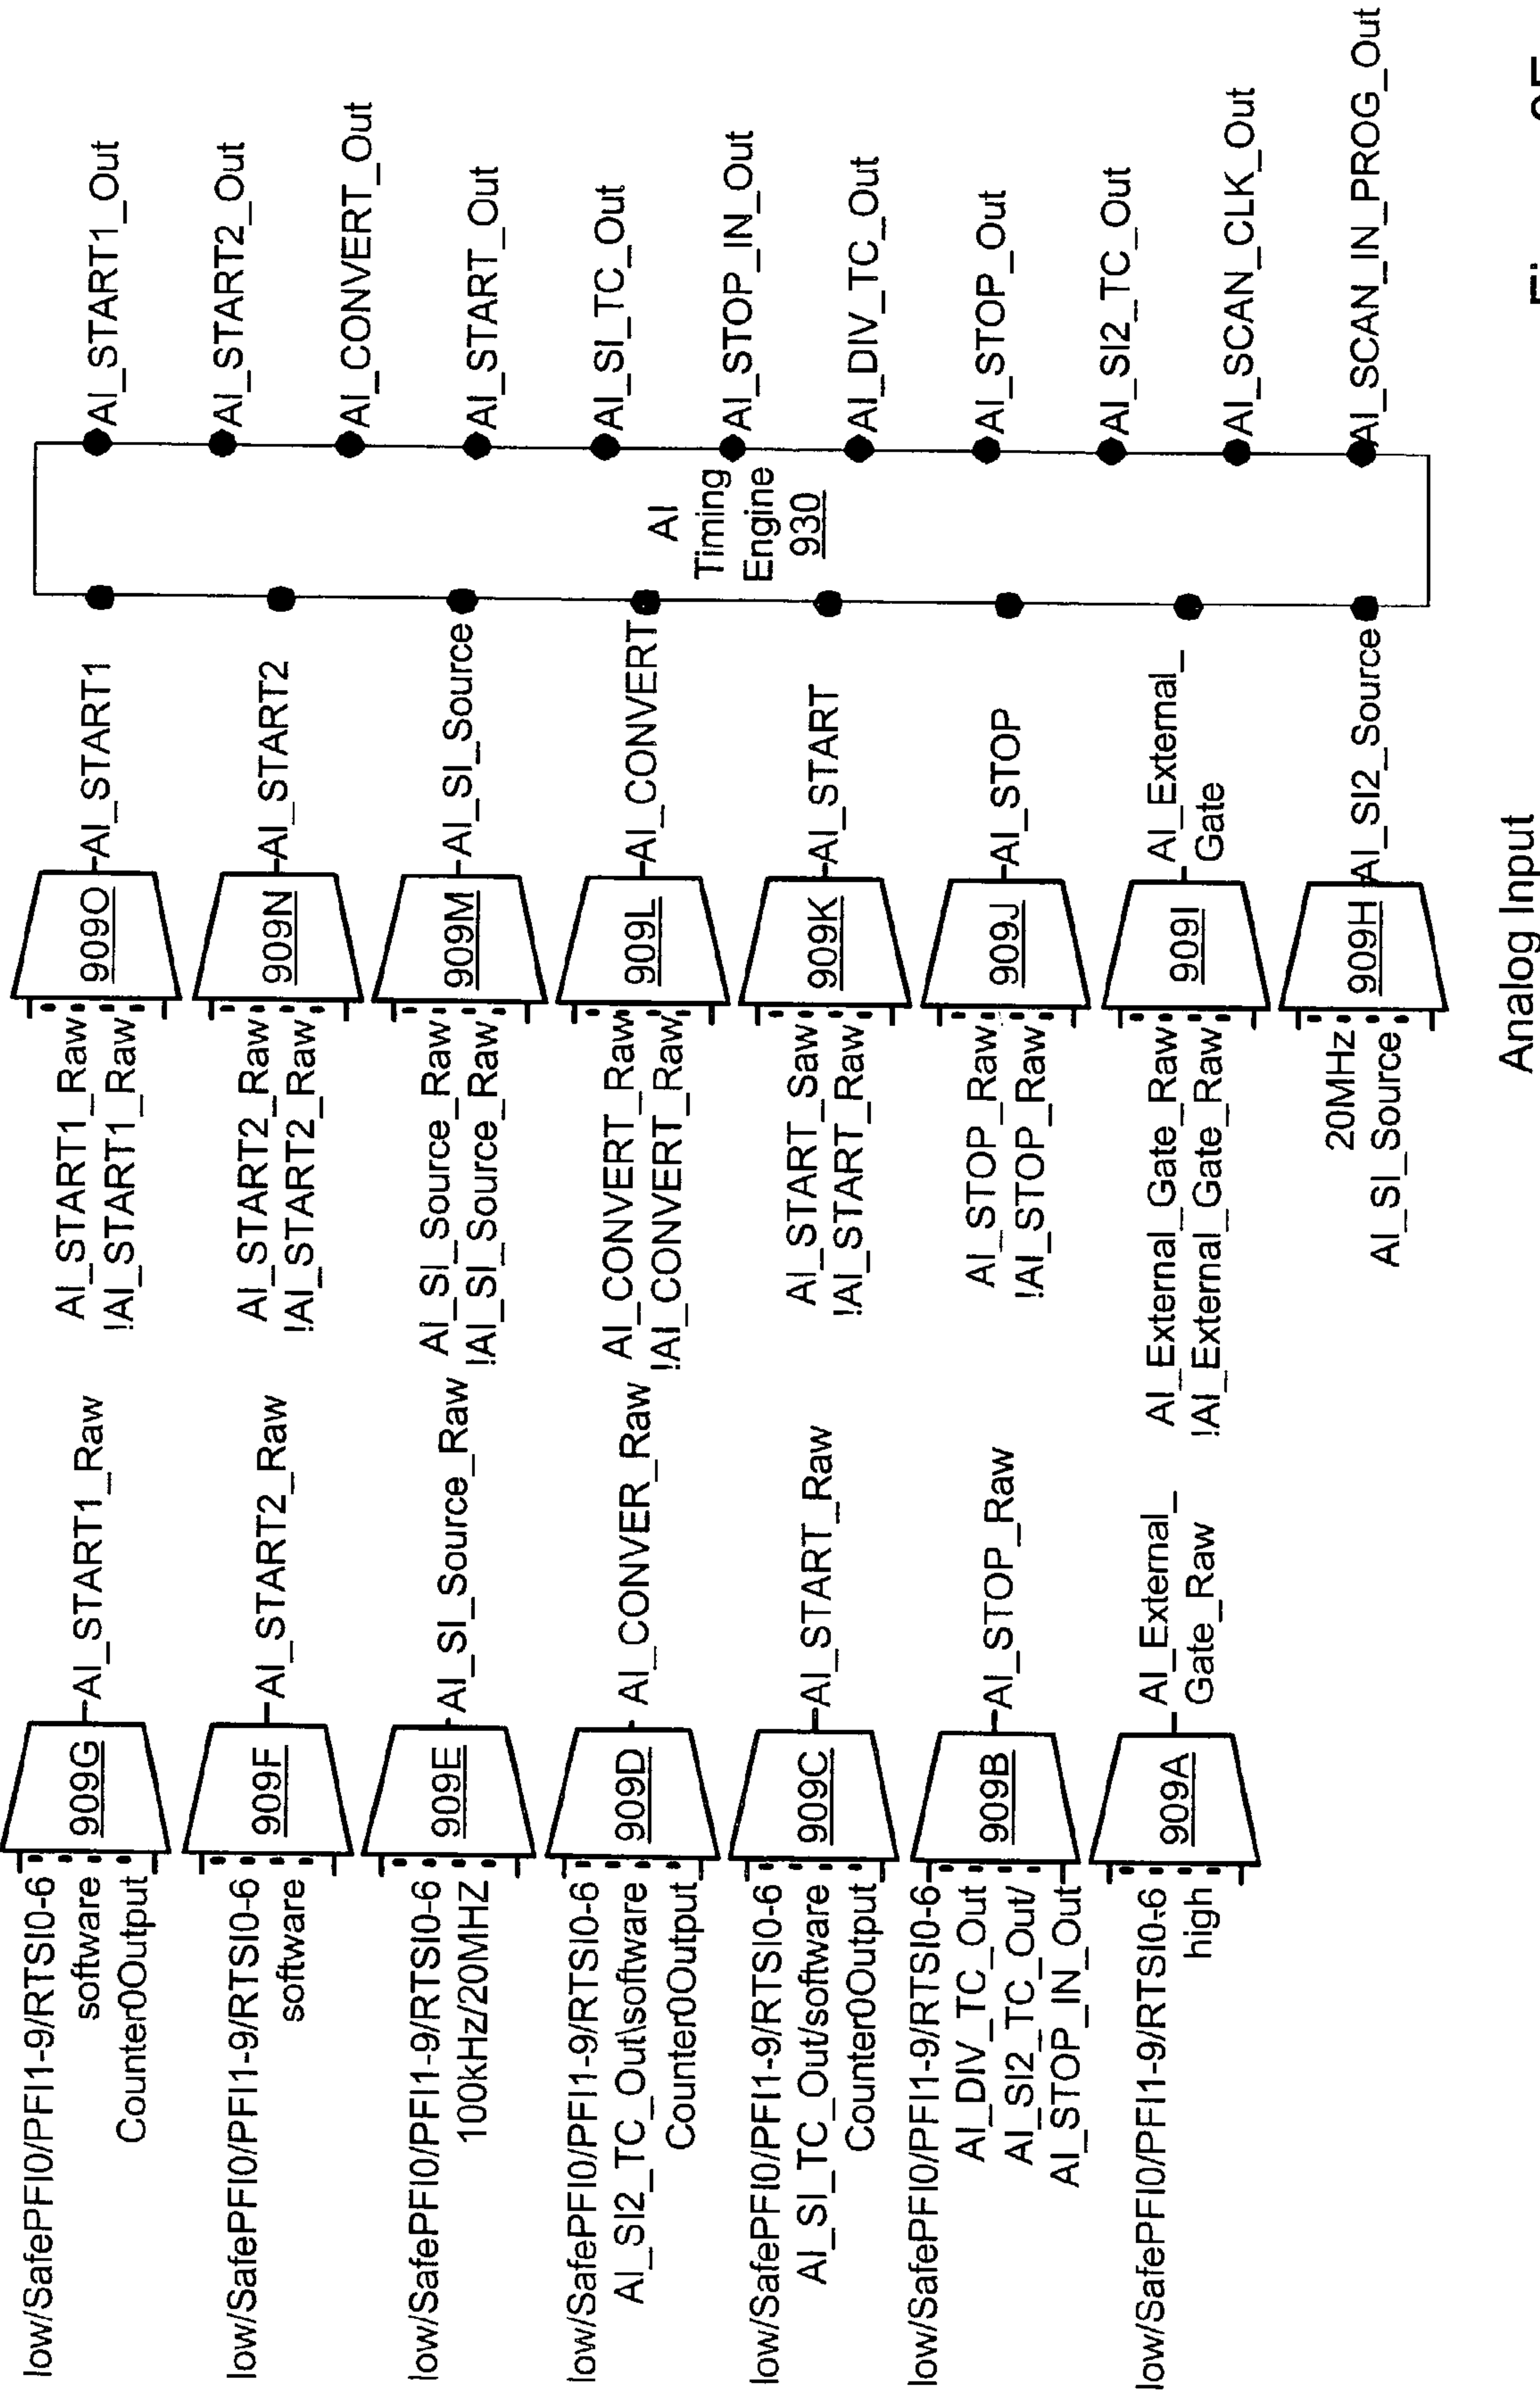 low/SafePFI0/PFI1-9/RTSI0-6
software
Counter0Output
909G
AI_START1_Raw
AI_START1_Raw
!AI_START1_Raw
909O
AI_START1
low/SafePFI0/PFI1-9/RTSI0-6
software
909F
AI_START2_Raw
AI_START2_Raw
!AI_START2_Raw
909N
AI_START2
low/SafePFI0/PFI1-9/RTSI0-6
100kHz/20MHZ
909E
AI_SI_Source_Raw
AI_SI_Source_Raw
!AI_SI_Source_Raw
909M
AI_SI_Source
low/SafePFI0/PFI1-9/RTSI0-6
AI_SI2_TC_Out\software
Counter0Output
909D
AI_CONVER_Raw
AI_CONVERT_Raw
!AI_CONVERT_Raw
909L
AI_CONVERT
low/SafePFI0/PFI1-9/RTSI0-6
AI_SI_TC_Out/software
Counter0Output
909C
AI_START_Raw
AI_START_Saw
!AI_START_Raw
909K
AI_START
low/SafePFI0/PFI1-9/RTSI0-6
AI_DIV_TC_Out
AI_SI2_TC_Out/
AI_STOP_IN_Out
909B
AI_STOP_Raw
AI_STOP_Raw
!AI_STOP_Raw
909J
AI_STOP
low/SafePFI0/PFI1-9/RTSI0-6
high
909A
AI_External_
Gate_Raw
AI_External_Gate_Raw
!AI_External_Gate_Raw
909I
AI_External_
Gate
20MHz
AI_SI_Source
909H
AI_SI2_Source
AI
Timing
Engine
930
AI_START1_Out
AI_START2_Out
AI_CONVERT_Out
AI_START_Out
AI_SI_TC_Out
AI_STOP_IN_Out
AI_DIV_TC_Out
AI_STOP_Out
AI_SI2_TC_Out
AI_SCAN_CLK_Out
AI_SCAN_IN_PROG_Out
Analog Input